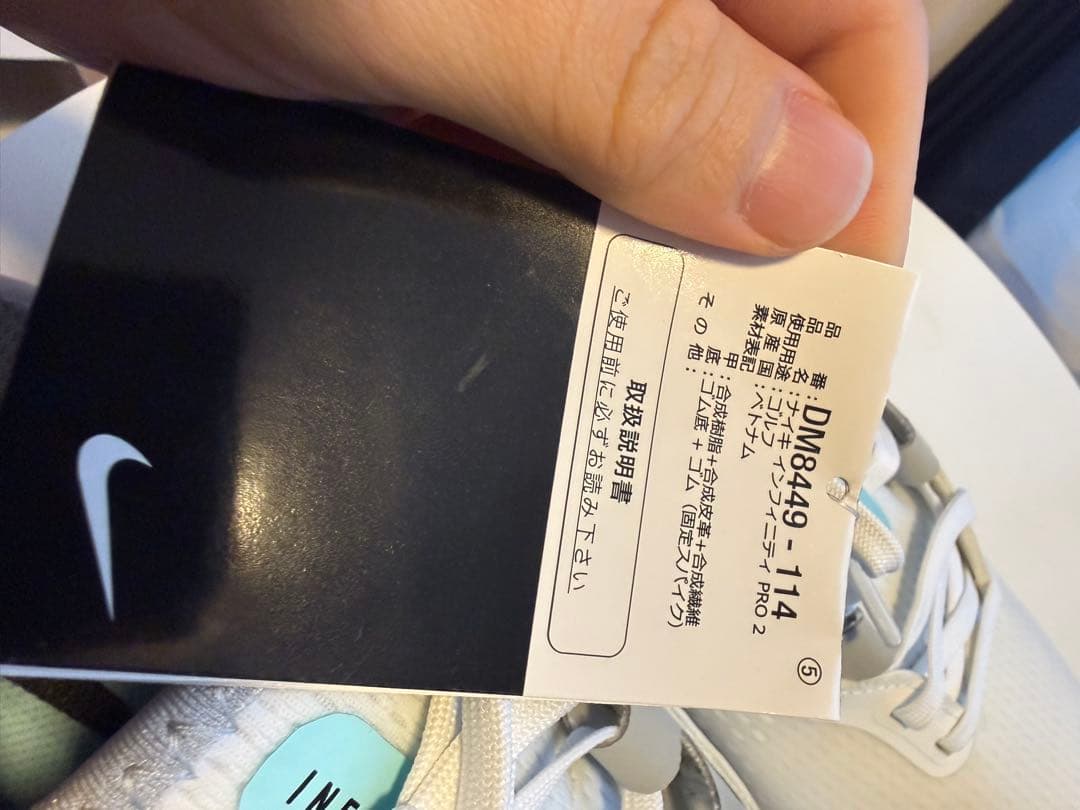 品番:DM8449-114
品名:ナイキ インフィニティ PRO 2
使用用途:ゴルフ
原産国:ベトナム
素材表記
甲:合成樹脂+合成皮革+合成繊維
底:ゴム底+ゴム(固定スパイク)
その他:
⑤
取扱説明書
ご使用前に必ずお読み下さい